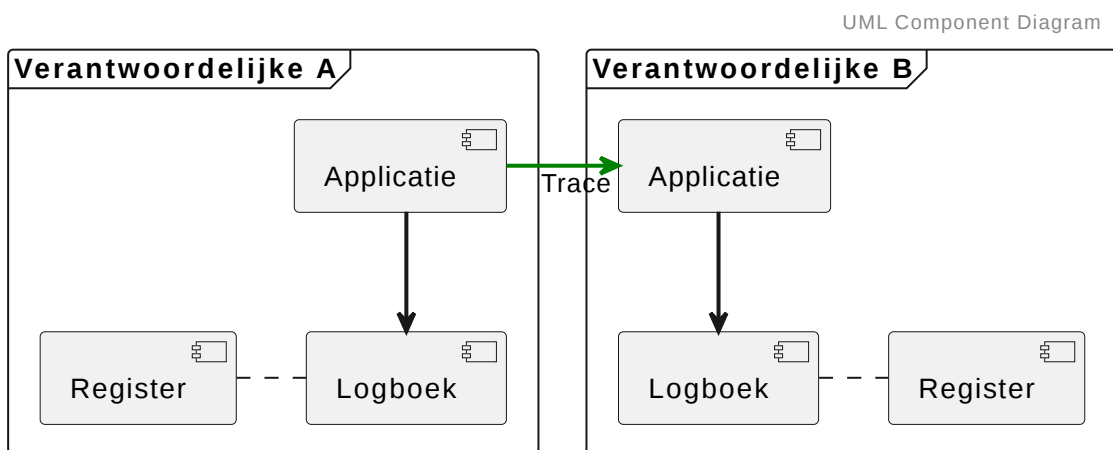 UML Component Diagram
Verantwoordelijke A
Verantwoordelijke B
Applicatie
Trace
Applicatie
Register
Logboek
Logboek
Register